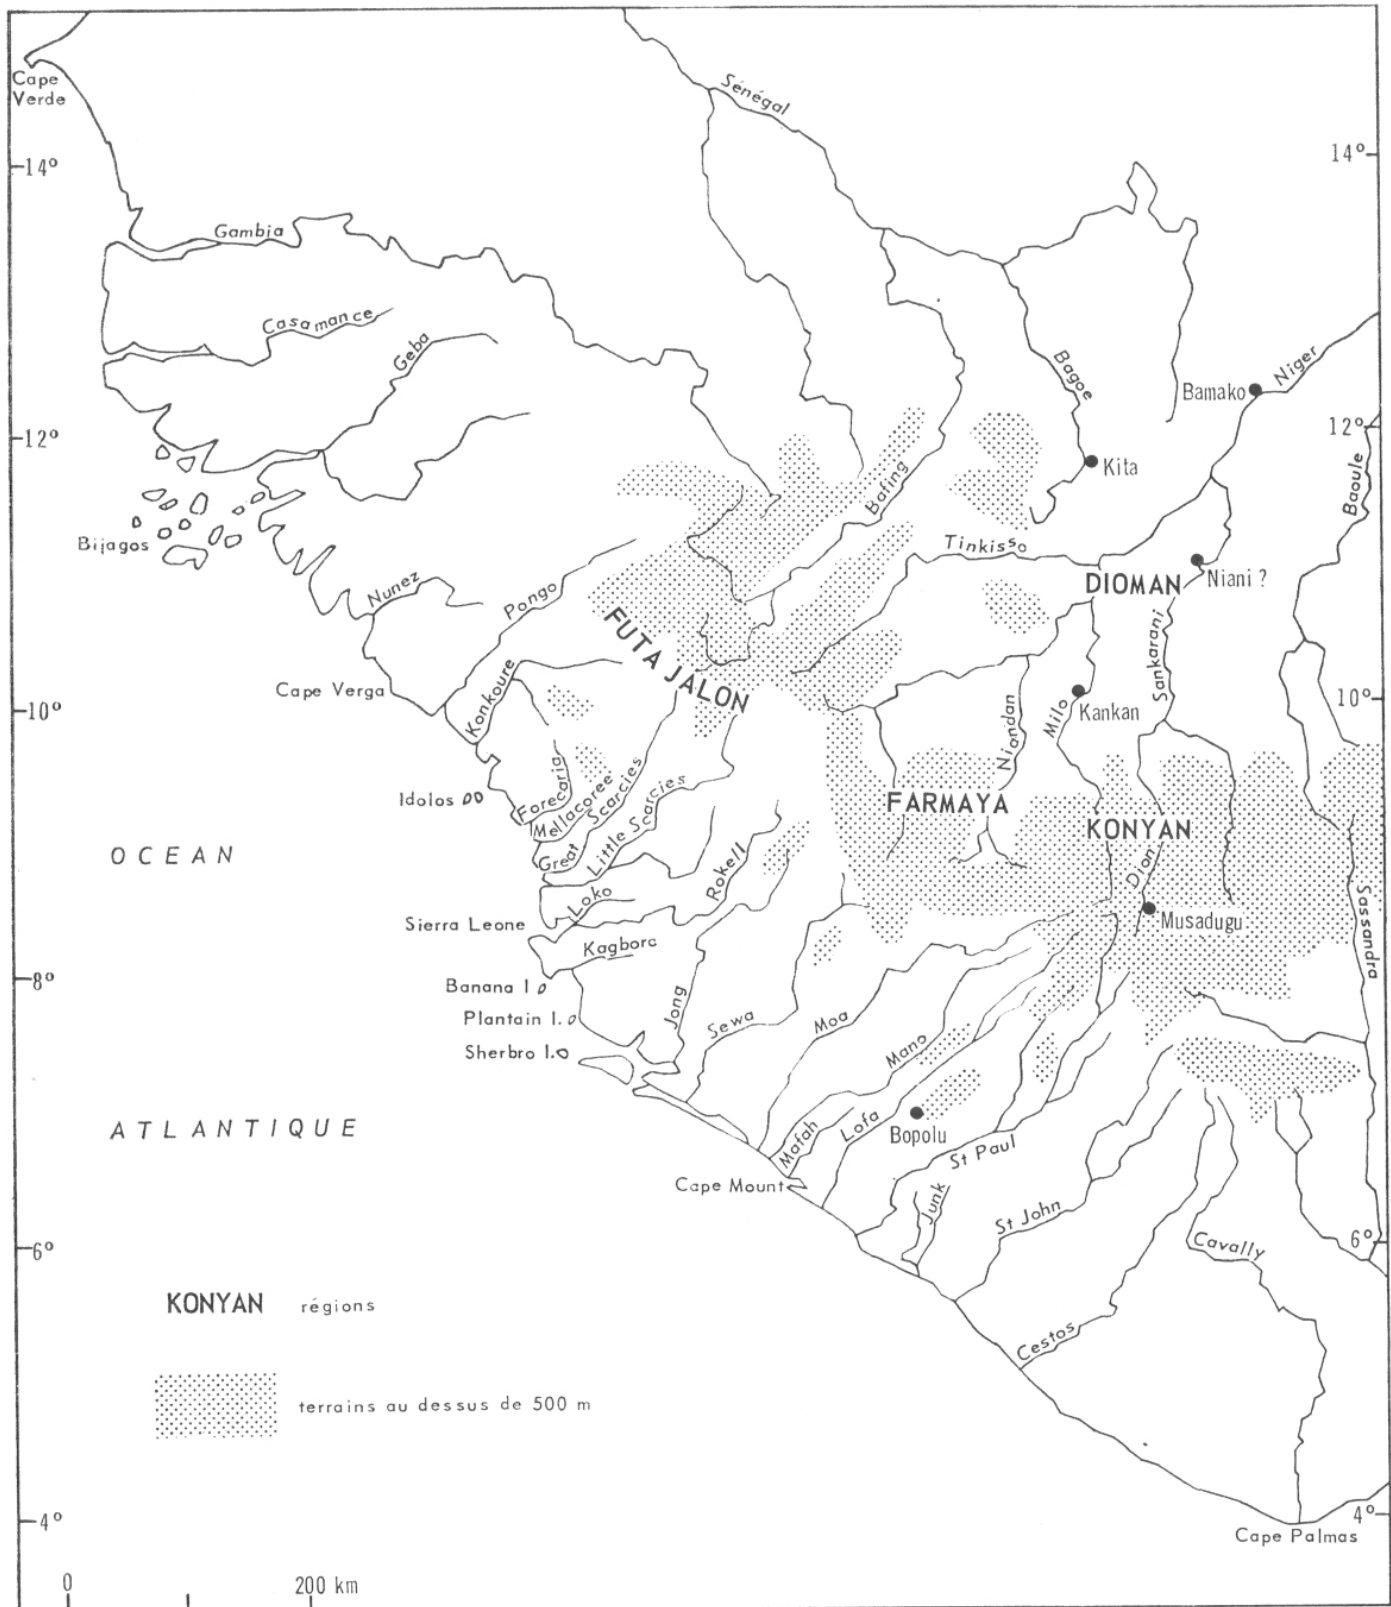 Cape
Verde
Sénégal
14°
14°
Gambia
Casamance
Geba
Bagoe
Bamako
Niger
12°
12°
Kita
Baoule
Bafing
Bijagos
Tinkisso
Nunez
Pongo
DIOMAN
Niani ?
FUTA JALON
Sankarani
Cape Verga
Konkoure
10°
10°
Niandan
Milo
Kankan
Idolos
Forecaria
Mellacoree
Great Scarcies
Little Scarcies
FARMAYA
KONYAN
OCEAN
Rokell
Dion
Loko
Sierra Leone
Musadugu
Sassandra
Kagboro
8°
Banana I
Plantain I.
Jong
Sewa
Moa
Mano
Sherbro I.
ATLANTIQUE
Mafah
Lofa
Bopolu
St Paul
Cape Mount
Junk
St John
6°
6°
Cavally
KONYAN régions
Cestos
terrains au dessus de 500 m
4°
4°
Cape Palmas
0 200 km